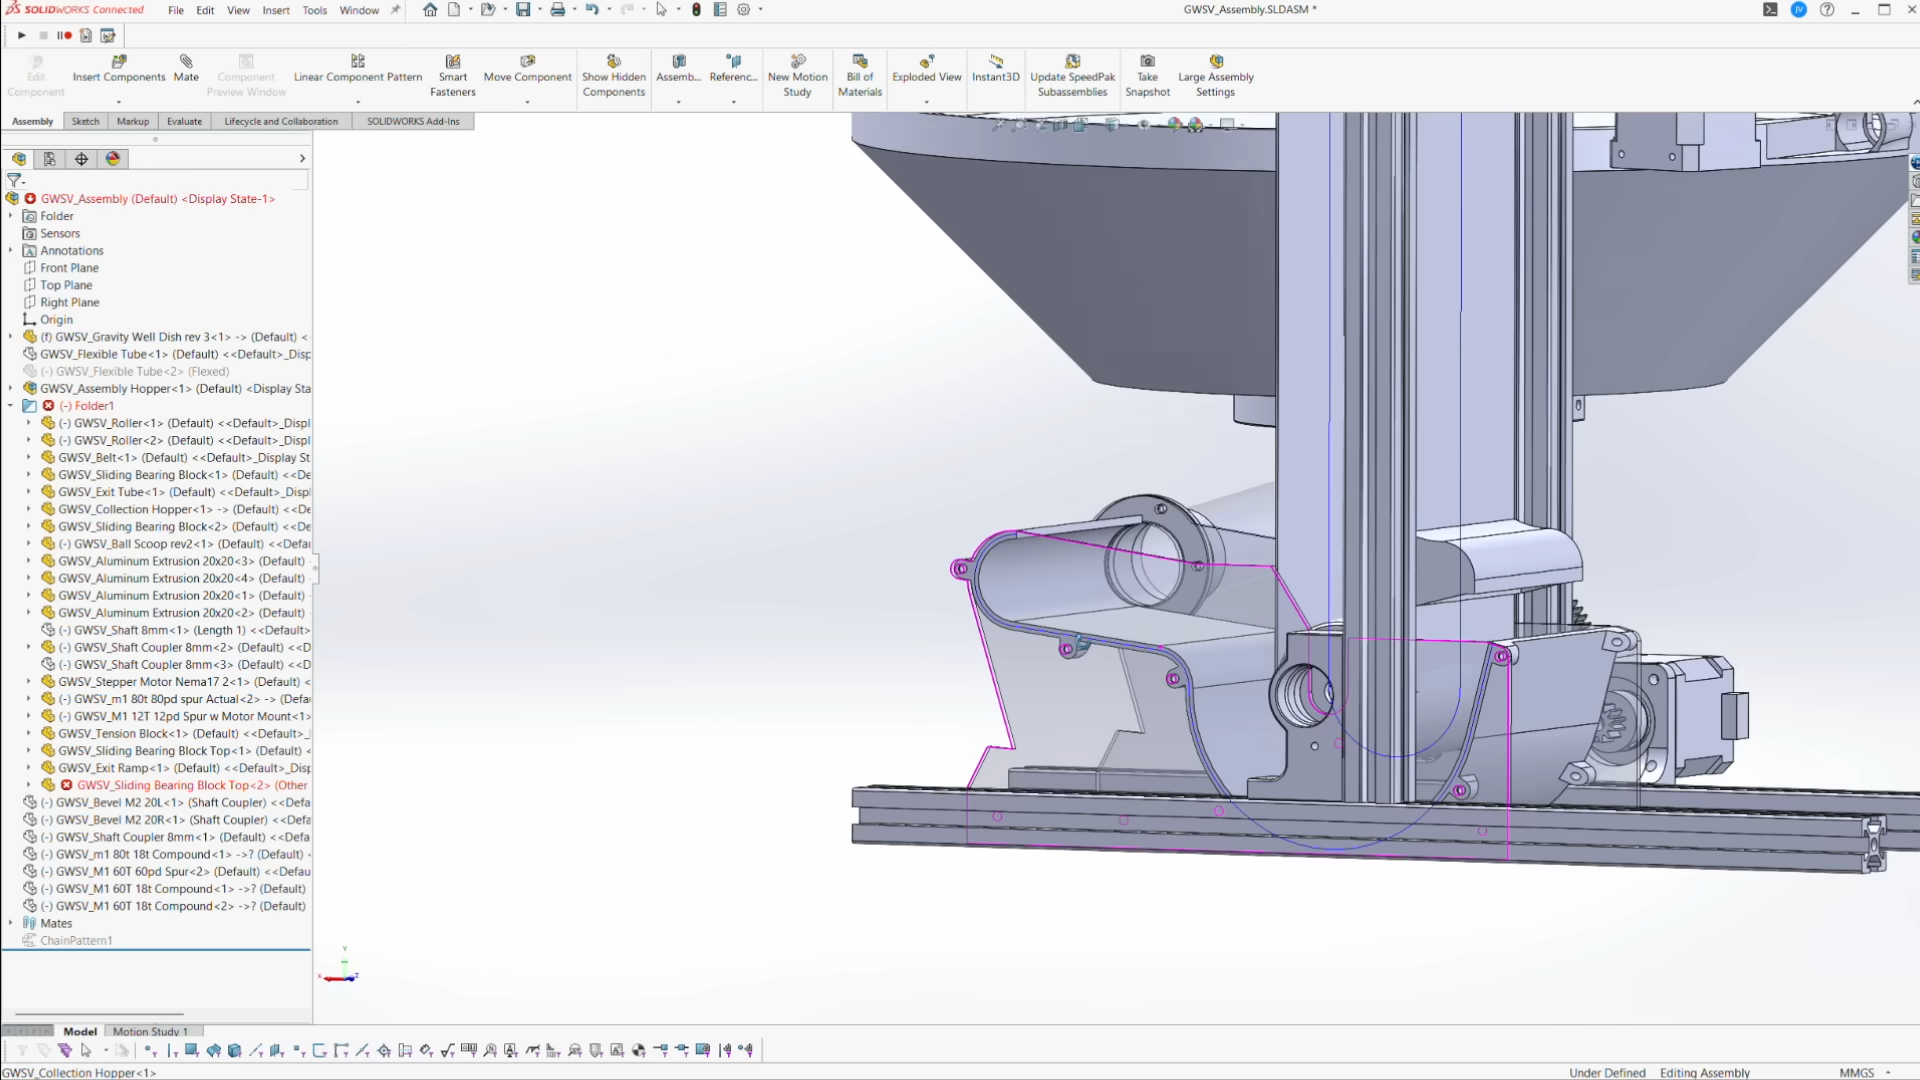 SOLIDWORKS Connected File Edit View Insert Tools Window GWSV_Assembly.SLDASM * JV
Edit Component
Insert Components
Mate
Component Preview Window
Linear Component Pattern
Smart Fasteners
Move Component
Show Hidden Components
Assemb...
Referenc...
New Motion Study
Bill of Materials
Exploded View
Instant3D
Update SpeedPak Subassemblies
Take Snapshot
Large Assembly Settings
Assembly Sketch Markup Evaluate Lifecycle and Collaboration SOLIDWORKS Add-Ins
GWSV_Assembly (Default) <Display State-1>
Folder
Sensors
Annotations
Front Plane
Top Plane
Right Plane
Origin
(f) GWSV_Gravity Well Dish rev 3<1> -> (Default) <
GWSV_Flexible Tube<1> (Default) <<Default>_Disp
(-) GWSV_Flexible Tube<2> (Flexed)
GWSV_Assembly Hopper<1> (Default) <Display Sta
(-) Folder1
(-) GWSV_Roller<1> (Default) <<Default>_Displ
(-) GWSV_Roller<2> (Default) <<Default>_Displ
GWSV_Belt<1> (Default) <<Default>_Display St
GWSV_Sliding Bearing Block<1> (Default) <<De
GWSV_Exit Tube<1> (Default) <<Default>_Displ
GWSV_Collection Hopper<1> -> (Default) <<De
GWSV_Sliding Bearing Block<2> (Default) <<De
(-) GWSV_Ball Scoop rev2<1> (Default) <<Defau
GWSV_Aluminum Extrusion 20x20<3> (Default)
GWSV_Aluminum Extrusion 20x20<4> (Default)
GWSV_Aluminum Extrusion 20x20<1> (Default)
GWSV_Aluminum Extrusion 20x20<2> (Default)
(-) GWSV_Shaft 8mm<1> (Length 1) <<Default>
GWSV_Shaft Coupler 8mm<2> (Default) <<D
GWSV_Shaft Coupler 8mm<3> (Default) <<D
GWSV_Stepper Motor Nema17 2<1> (Default) <
(-) GWSV_m1 80t 80pd spur Actual<2> -> (Defau
(-) GWSV_M1 12T 12pd Spur w Motor Mount<1>
GWSV_Tension Block<1> (Default) <<Default>_
GWSV_Sliding Bearing Block Top<1> (Default) <
GWSV_Exit Ramp<1> (Default) <<Default>_Disp
GWSV_Sliding Bearing Block Top<2> (Other
(-) GWSV_Bevel M2 20L<1> (Shaft Coupler) <<Defa
(-) GWSV_Bevel M2 20R<1> (Shaft Coupler) <<Defa
(-) GWSV_Shaft Coupler 8mm<1> (Default) <<Defa
(-) GWSV_m1 80t 18t Compound<1> ->? (Default)
(-) GWSV_M1 60T 60pd Spur<2> (Default) <<Defau
(-) GWSV_M1 60T 18t Compound<1> ->? (Default)
(-) GWSV_M1 60T 18t Compound<2> ->? (Default)
Mates
ChainPattern1
Model Motion Study 1
GWSV_Collection Hopper<1> Under Defined Editing Assembly MMGS